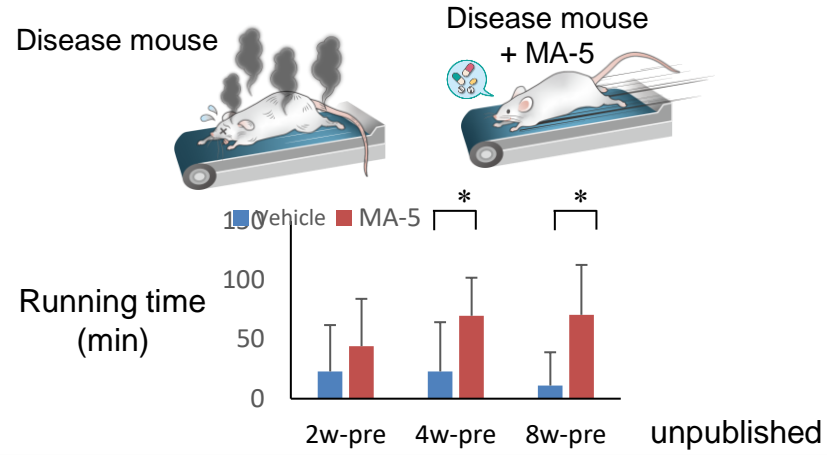 Disease mouse
Disease mouse
+ MA-5
* *
150 Vehicle MA-5
100
Running time
(min)
50
0
2w-pre 4w-pre 8w-pre unpublished